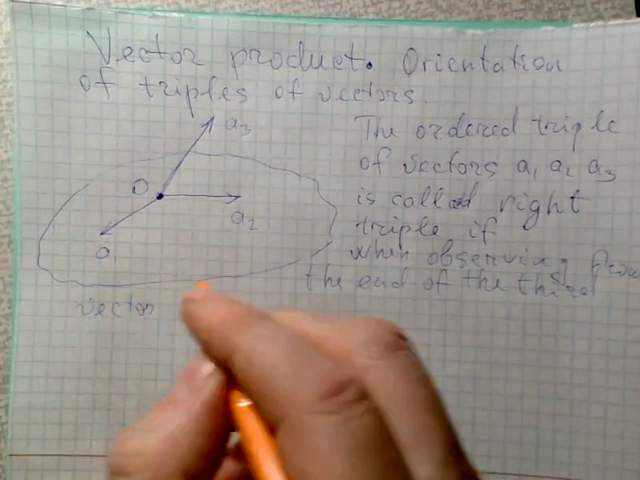 Vector product. Orientation
of triples of vectors.
a3
O
a2
a1
The ordered triple
of vectors a1 a2 a3
is called right
triple if
when observing from
the end of the third
vector